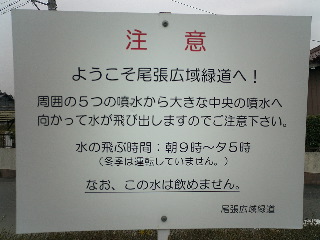 注意
ようこそ尾張広域緑道へ！
周囲の５つの噴水から大きな中央の噴水へ
向かって水が飛び出しますのでご注意下さい。
水の飛ぶ時間：朝９時～夕５時
（冬季は運転していません。）
なお、この水は飲めません。
尾張広域緑道